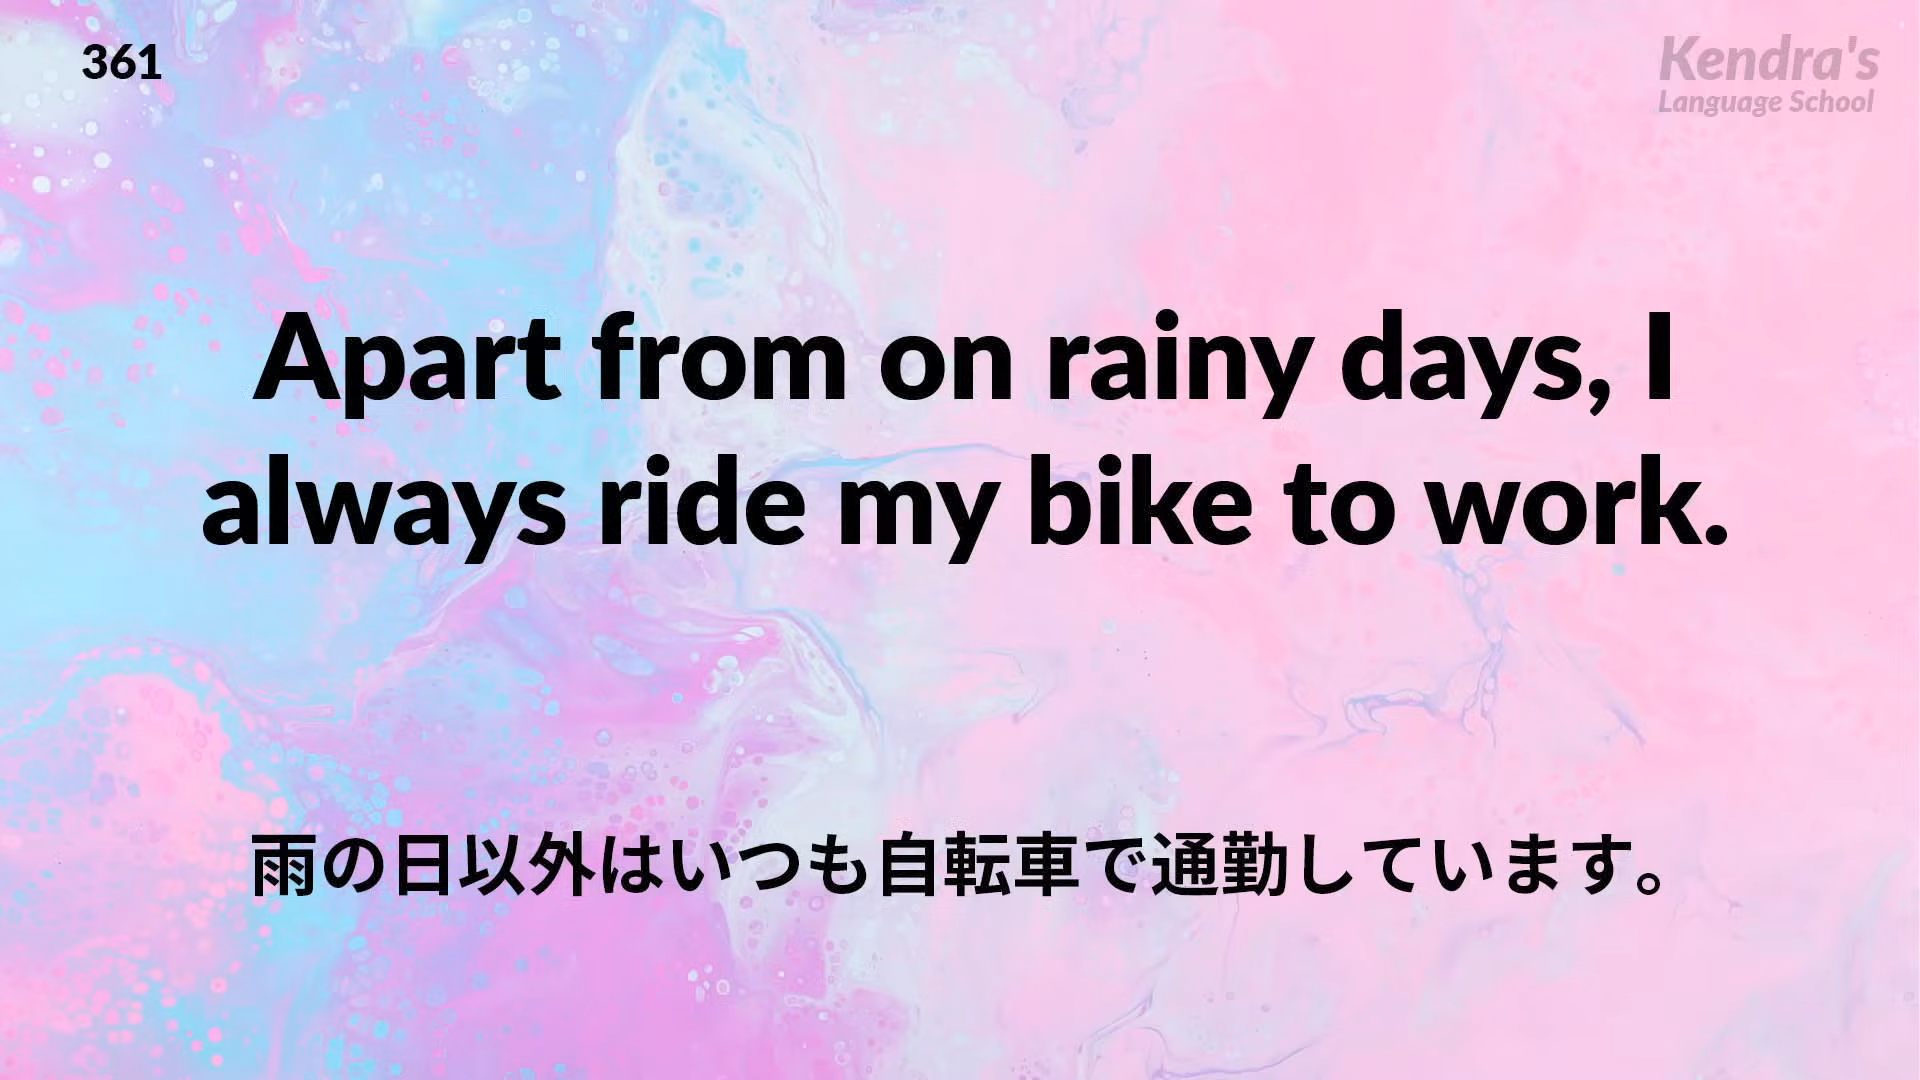 361
Kendra's
Language School
Apart from on rainy days, I
always ride my bike to work.
雨の日以外はいつも自転車で通勤しています。